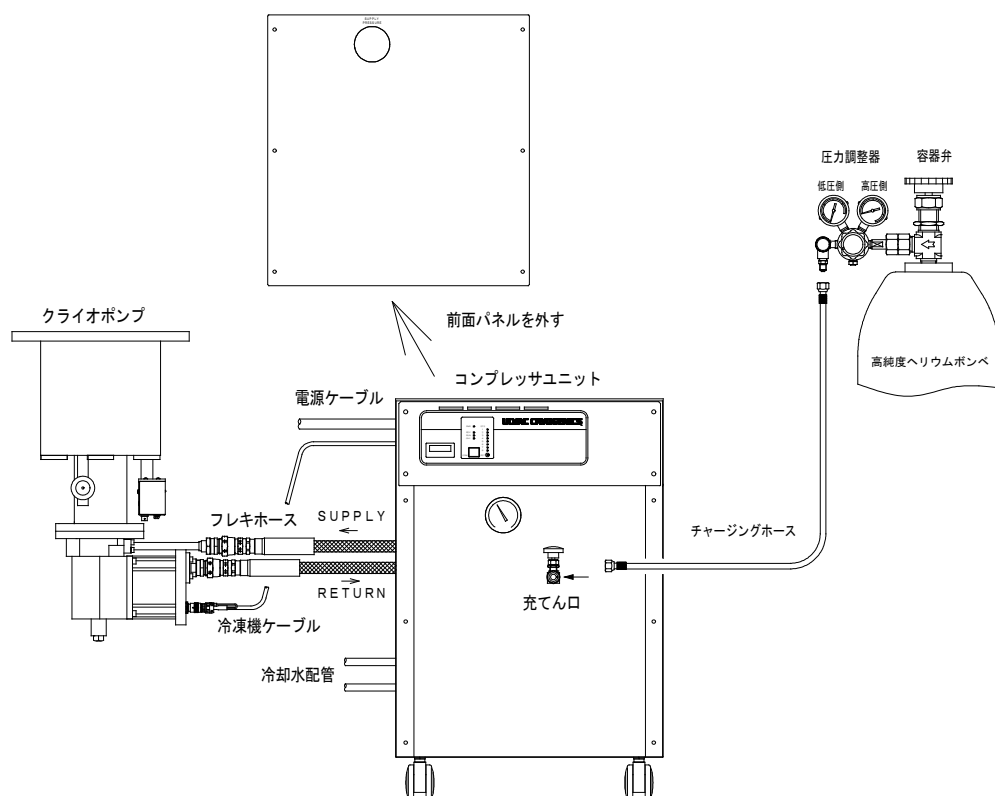 SUPPLY
PRESSURE
圧力調整器
容器弁
低圧側
高圧側
クライオポンプ
前面パネルを外す
高純度ヘリウムボンベ
コンプレッサユニット
電源ケーブル
ULVAC CRYOGENICS
フレキホース
SUPPLY
チャージングホース
RETURN
充てん口
冷凍機ケーブル
冷却水配管